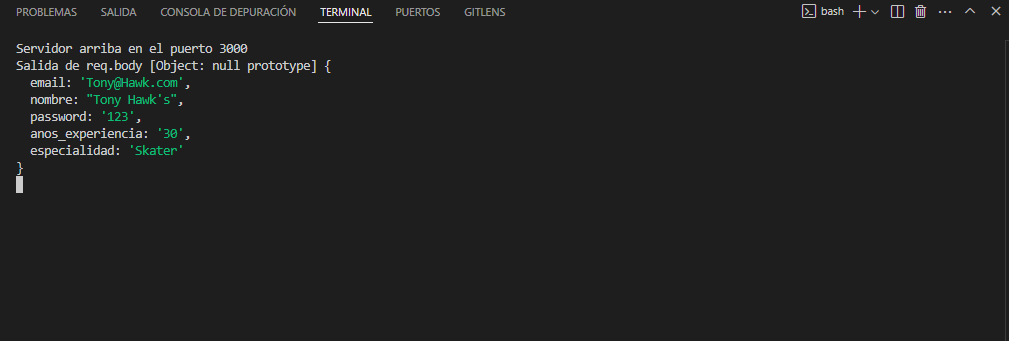 PROBLEMAS SALIDA CONSOLA DE DEPURACIÓN TERMINAL PUERTOS GITLENS bash
Servidor arriba en el puerto 3000
Salida de req.body [Object: null prototype] {
  email: 'Tony@Hawk.com',
  nombre: "Tony Hawk's",
  password: '123',
  anos_experiencia: '30',
  especialidad: 'Skater'
}